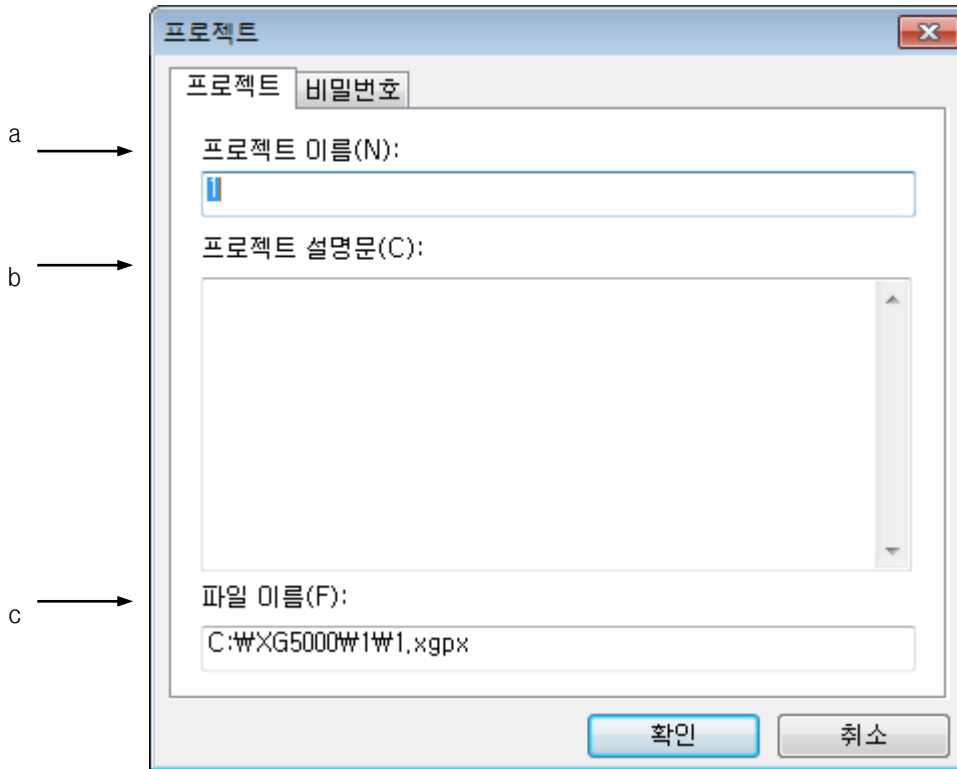 프로젝트
프로젝트 비밀번호
a
프로젝트 이름(N):
1
프로젝트 설명문(C):
b
파일 이름(F):
c
C:₩XG5000₩1₩1.xgpx
확인 취소